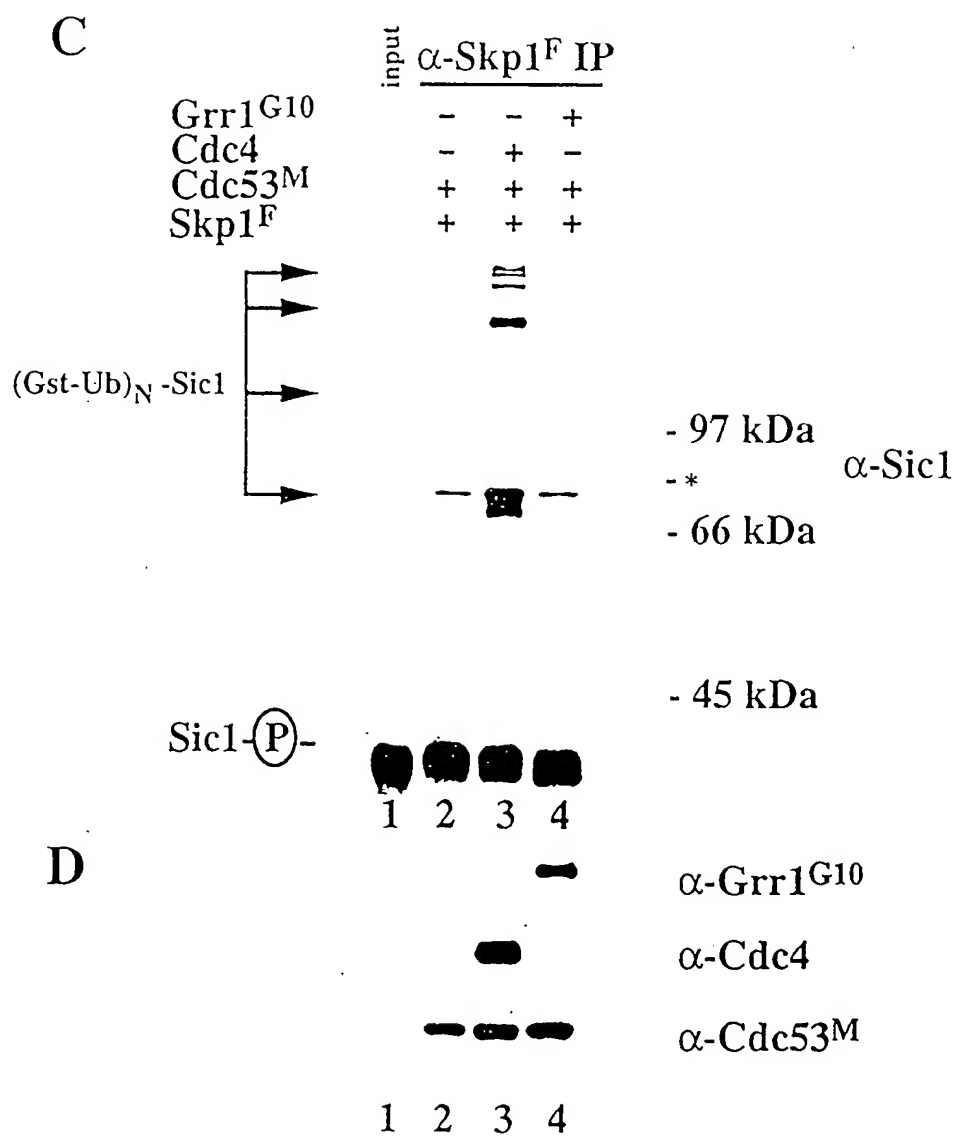 C
input α-Skp1F IP
Grr1G10 - - +
Cdc4 - + -
Cdc53M + + +
Skp1F + + +
(Gst-Ub)N -Sic1
- 97 kDa
α-Sic1
- *
- 66 kDa
- 45 kDa
Sic1-P-
1 2 3 4
D
α-Grr1G10
α-Cdc4
α-Cdc53M
1 2 3 4